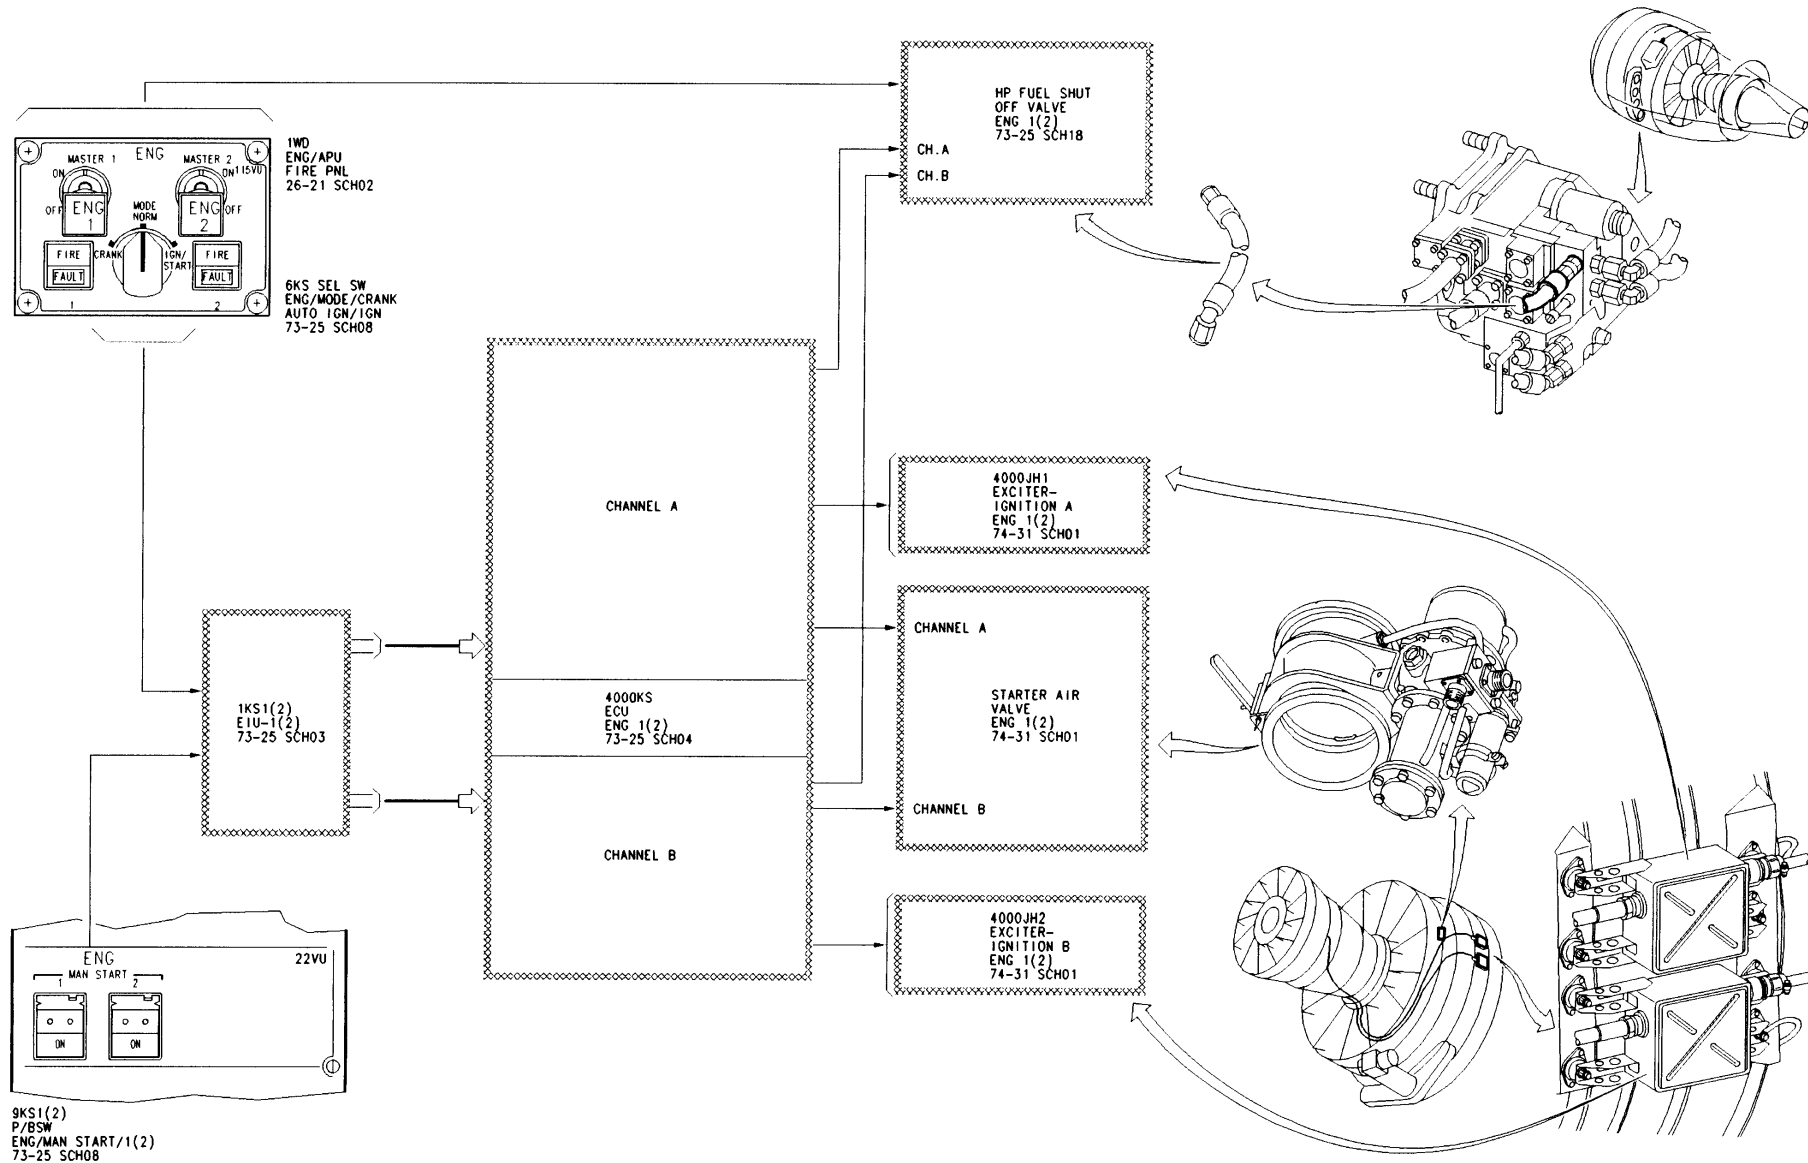 HP FUEL SHUT
OFF VALVE
ENG 1(2)
73-25 SCH18
CH.A
CH.B
ENG
MASTER 1
MASTER 2
ON
ON
115VU
OFF
ENG
1
MODE
NORM
ENG
2
OFF
FIRE
FAULT
CRANK
IGN/
START
FIRE
FAULT
1
2
1WD
ENG/APU
FIRE PNL
26-21 SCH02
6KS SEL SW
ENG/MODE/CRANK
AUTO IGN/IGN
73-25 SCH08
CHANNEL A
4000KS
ECU
ENG 1(2)
73-25 SCH04
CHANNEL B
4000JH1
EXCITER-
IGNITION A
ENG 1(2)
74-31 SCH01
CHANNEL A
STARTER AIR
VALVE
ENG 1(2)
74-31 SCH01
CHANNEL B
4000JH2
EXCITER-
IGNITION B
ENG 1(2)
74-31 SCH01
1KS1(2)
EIU-1(2)
73-25 SCH03
ENG
22VU
MAN START
1
2
ON
ON
9KS1(2)
P/BSW
ENG/MAN START/1(2)
73-25 SCH08